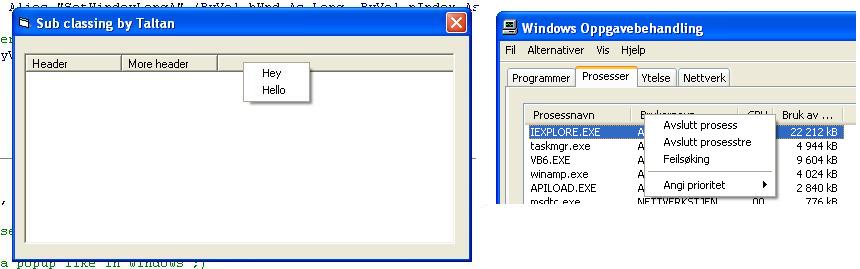 Alias "SetWindowLongA" (ByVal hWnd As Long, ByVal nIndex As
Sub classing by Taltan
Header More header
Hey
Hello
a popup like in windows ;)
Windows Oppgavebehandling
Fil Alternativer Vis Hjelp
Programmer Prosesser Ytelse Nettverk
Prosessnavn Brukernavn CPU Bruk av ...
IEXPLORE.EXE A 22 212 kB
taskmgr.exe A 4 944 kB
VB6.EXE A 9 604 kB
winamp.exe A 4 024 kB
APILOAD.EXE A 2 840 kB
msdtc.exe NETTVERKSTJEN 00 776 kB
Avslutt prosess
Avslutt prosesstre
Feilsøking
Angi prioritet